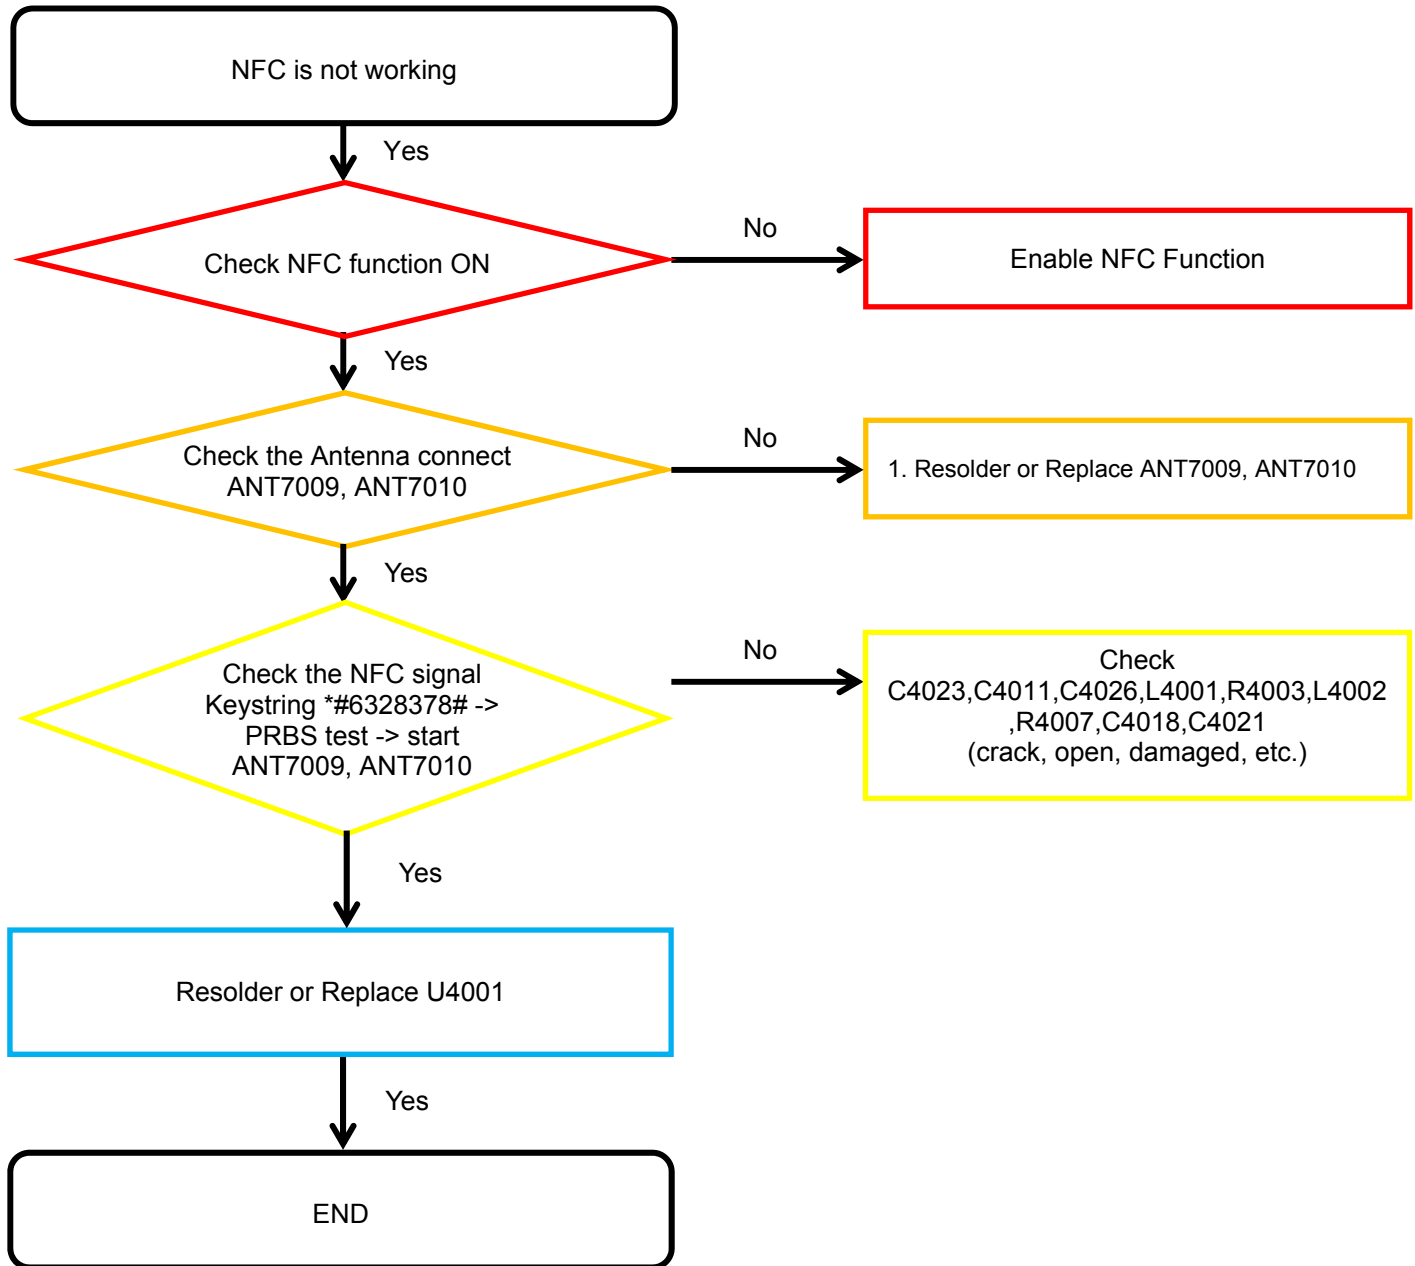 NFC is not working
Yes
Check NFC function ON
No
Enable NFC Function
Yes
Check the Antenna connect
ANT7009, ANT7010
No
1. Resolder or Replace ANT7009, ANT7010
Yes
Check the NFC signal
Keystring *#6328378# ->
PRBS test -> start
ANT7009, ANT7010
No
Check
C4023,C4011,C4026,L4001,R4003,L4002
,R4007,C4018,C4021
(crack, open, damaged, etc.)
Yes
Resolder or Replace U4001
Yes
END